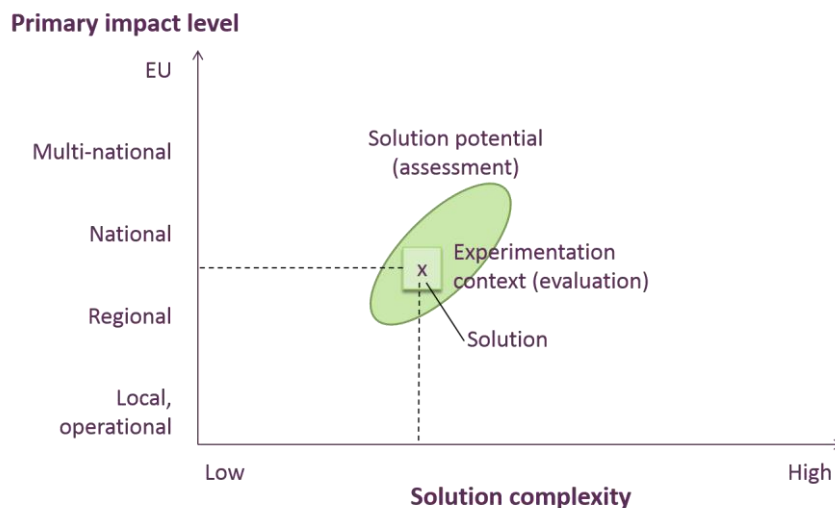 Primary impact level
EU
Multi-national
National
Regional
Local,
operational
Solution potential
(assessment)
x
Experimentation
context (evaluation)
Solution
Low
High
Solution complexity